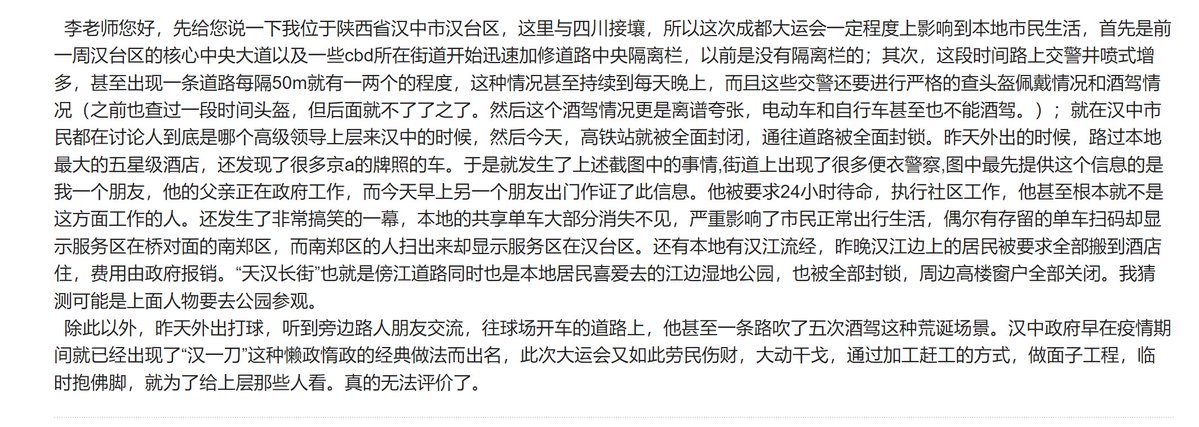 李老师您好，先给您说一下我位于陕西省汉中市汉台区，这里与四川接壤，所以这次成都大运会一定程度上影响到本地市民生活，首先是前
一周汉台区的核心中央大道以及一些cbd所在街道开始迅速加修道路中央隔离栏，以前是没有隔离栏的；其次，这段时间路上交警井喷式增
多，甚至出现一条道路每隔50m就有一两个的程度，这种情况甚至持续到每天晚上，而且这些交警还要进行严格的查头盔佩戴情况和酒驾情
况（之前也查过一段时间头盔，但后面就不了了之了。然后这个酒驾情况更是离谱夸张，电动车和自行车甚至也不能酒驾。）；就在汉中市
民都在讨论人到底是哪个高级领导上层来汉中的时候，然后今天，高铁站就被全面封闭，通往道路被全面封锁。昨天外出的时候，路过本地
最大的五星级酒店，还发现了很多京a的牌照的车。于是就发生了上述截图中的事情,街道上出现了很多便衣警察,图中最先提供这个信息的是
我一个朋友，他的父亲正在政府工作，而今天早上另一个朋友出门作证了此信息。他被要求24小时待命，执行社区工作，他甚至根本就不是
这方面工作的人。还发生了非常搞笑的一幕，本地的共享单车大部分消失不见，严重影响了市民正常出行生活，偶尔有存留的单车扫码却显
示服务区在桥对面的南郑区，而南郑区的人扫出来却显示服务区在汉台区。还有本地有汉江流经，昨晚汉江边上的居民被要求全部搬到酒店
住，费用由政府报销。“天汉长街”也就是傍江道路同时也是本地居民喜爱去的江边湿地公园，也被全部封锁，周边高楼窗户全部关闭。我猜
测可能是上面人物要去公园参观。
除此以外，昨天外出打球，听到旁边路人朋友交流，往球场开车的道路上，他甚至一条路吹了五次酒驾这种荒诞场景。汉中政府早在疫情期
间就已经出现了“汉一刀”这种懒政惰政的经典做法而出名，此次大运会又如此劳民伤财，大动干戈，通过加工赶工的方式，做面子工程，临
时抱佛脚，就为了给上层那些人看。真的无法评价了。